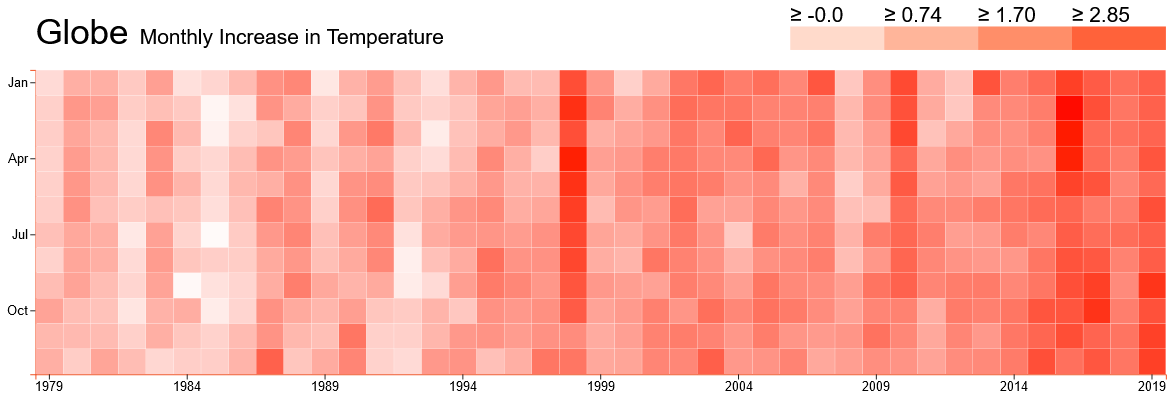 Globe Monthly Increase in Temperature
≥ -0.0 ≥ 0.74 ≥ 1.70 ≥ 2.85
Jan
Apr
Jul
Oct
1979 1984 1989 1994 1999 2004 2009 2014 2019